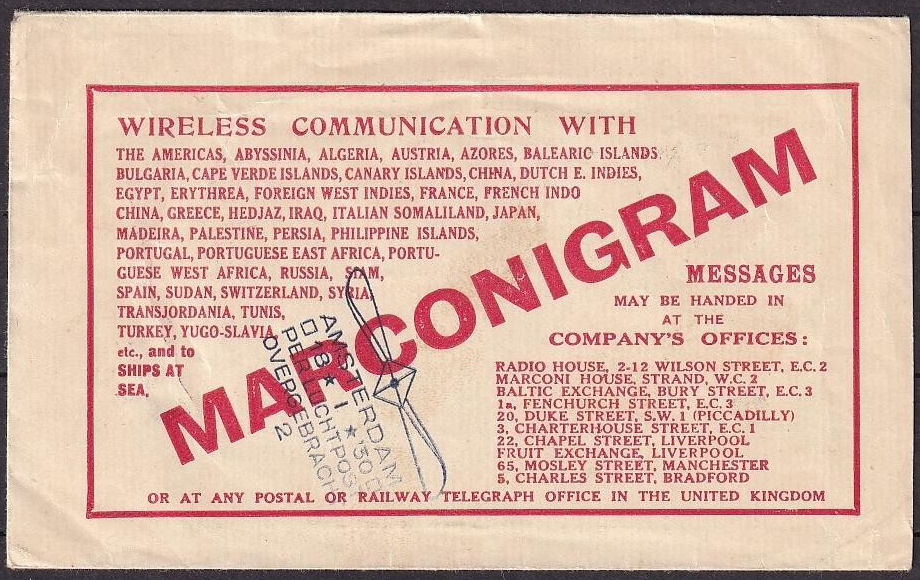 WIRELESS COMMUNICATION WITH
THE AMERICAS, ABYSSINIA, ALGERIA, AUSTRIA, AZORES, BALEARIC ISLANDS,
BULGARIA, CAPE VERDE ISLANDS, CANARY ISLANDS, CHINA, DUTCH E. INDIES,
EGYPT, ERYTHREA, FOREIGN WEST INDIES, FRANCE, FRENCH INDO
CHINA, GREECE, HEDJAZ, IRAQ, ITALIAN SOMALILAND, JAPAN,
MADEIRA, PALESTINE, PERSIA, PHILIPPINE ISLANDS,
PORTUGAL, PORTUGUESE EAST AFRICA, PORTU-
GUESE WEST AFRICA, RUSSIA, SIAM,
SPAIN, SUDAN, SWITZERLAND, SYRIA,
TRANSJORDANIA, TUNIS,
TURKEY, YUGO-SLAVIA,
etc., and to
SHIPS AT
SEA.
MARCONIGRAM
MESSAGES
MAY BE HANDED IN
AT THE
COMPANY'S OFFICES:
RADIO HOUSE, 2-12 WILSON STREET, E.C. 2
MARCONI HOUSE, STRAND, W.C. 2
BALTIC EXCHANGE, BURY STREET, E.C. 3
1a, FENCHURCH STREET, E.C. 3
20, DUKE STREET, S.W. 1 (PICCADILLY)
3, CHARTERHOUSE STREET, E.C. 1
22, CHAPEL STREET, LIVERPOOL
FRUIT EXCHANGE, LIVERPOOL
65, MOSLEY STREET, MANCHESTER
5, CHARLES STREET, BRADFORD
OR AT ANY POSTAL OR RAILWAY TELEGRAPH OFFICE IN THE UNITED KINGDOM
AMSTERDAM
13 ★ 1 ★ 30
PER LUCHTPOST
OVERGEBRACHT
2